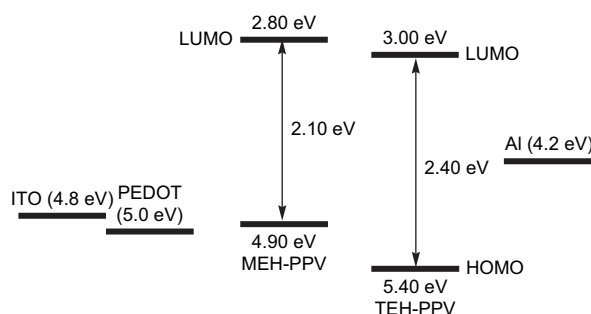 2.80 eV
LUMO
3.00 eV
LUMO
2.10 eV
2.40 eV
Al (4.2 eV)
ITO (4.8 eV)
PEDOT
(5.0 eV)
4.90 eV
MEH-PPV
HOMO
5.40 eV
TEH-PPV